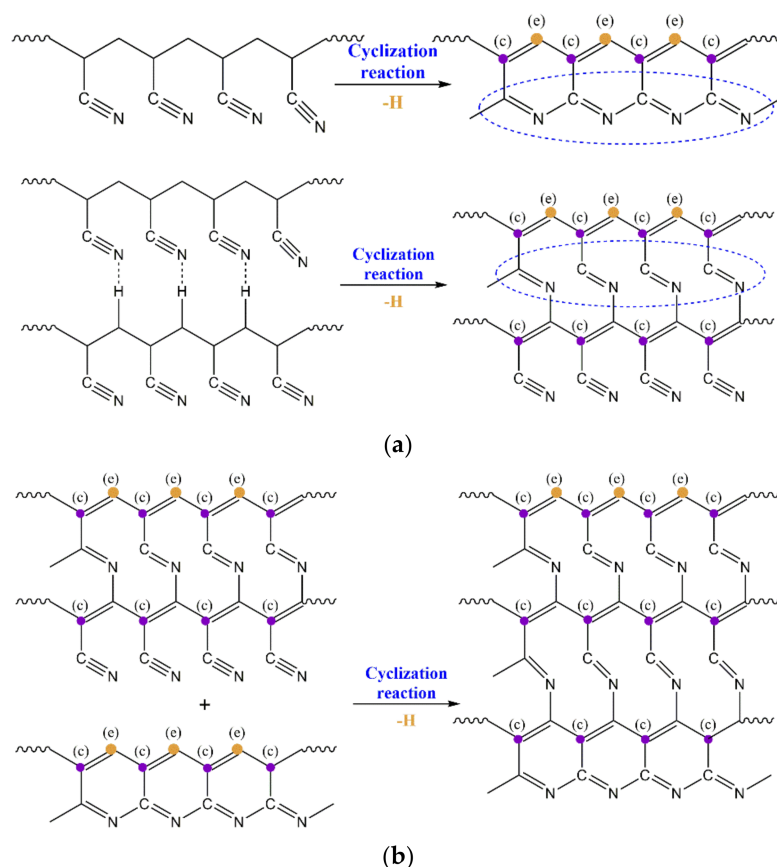 (e) (e) (e)
(c) (c) (c) (c)
Cyclization
reaction
-H
C C C C
N N N N
C C C
N N N N
(e) (e) (e)
(c) (c) (c) (c)
C C C C
N N N N
Cyclization
reaction
-H
C C C
N N N N
H H H
(c) (c) (c) (c)
C C C C
N N N N
C C C C
N N N N
(a)
(e) (e) (e)
(c) (c) (c) (c)
C C C
N N N N
(c) (c) (c) (c)
C C C C
N N N N
+
(e) (e) (e)
(c) (c) (c) (c)
C C C
N N N N
Cyclization
reaction
-H
(e) (e) (e)
(c) (c) (c) (c)
C C C
N N N N
(c) (c) (c) (c)
C C C
N N N N
(c) (c) (c) (c)
C C C
N N N N
(b)